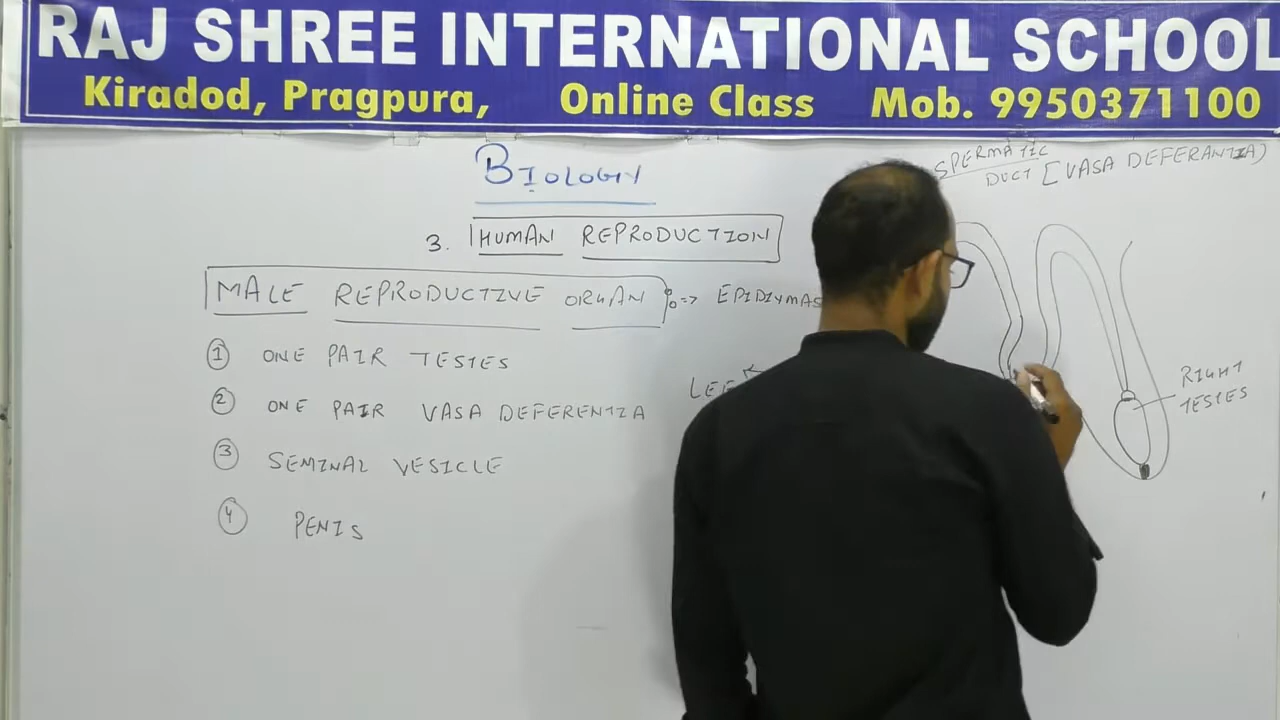 RAJ SHREE INTERNATIONAL SCHOOL
Kiradod, Pragpura, Online Class Mob. 9950371100
BIOLOGY
SPERMATIC
DUCT [VASA DEFERANTIA)
3. HUMAN REPRODUCTION
MALE REPRODUCTIVE ORGAN :=> EPIDIYMAS
1 ONE PAIR TESTES
2 ONE PAIR VASA DEFERENTIA
3 SEMINAL VESICLE
4 PENIS
RIGHT
TESTES